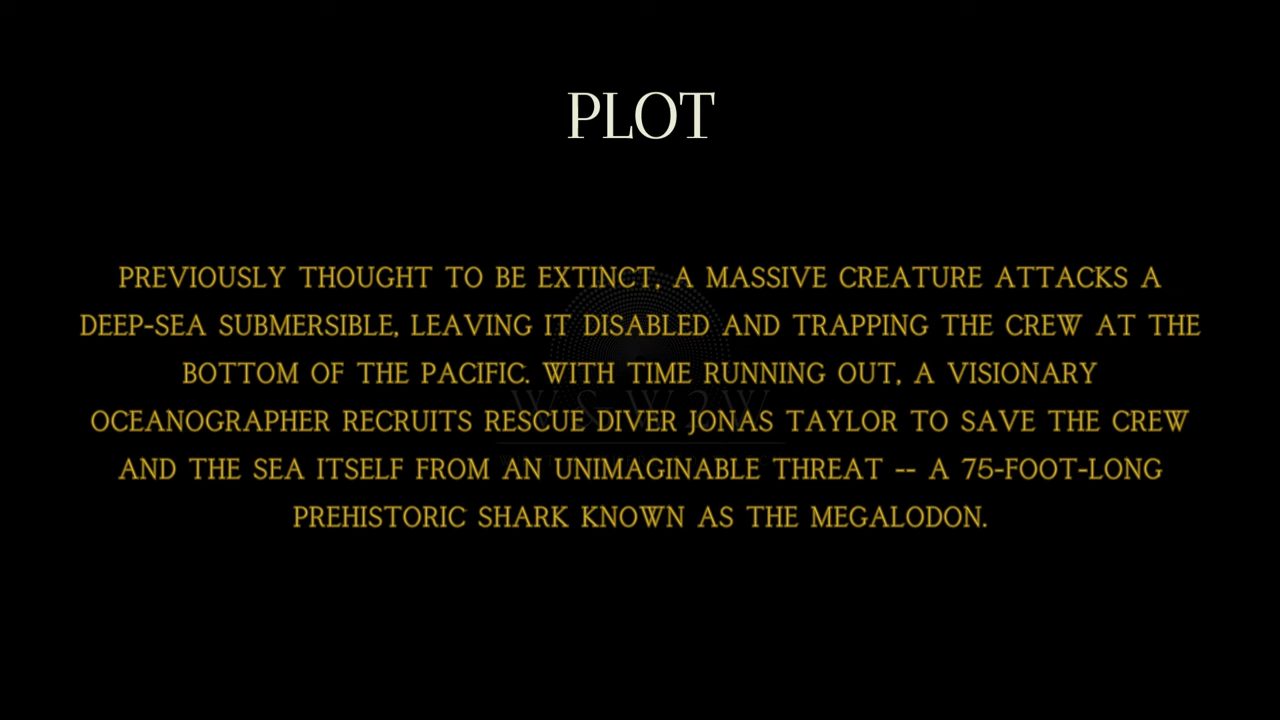 PLOT
PREVIOUSLY THOUGHT TO BE EXTINCT, A MASSIVE CREATURE ATTACKS A
DEEP-SEA SUBMERSIBLE, LEAVING IT DISABLED AND TRAPPING THE CREW AT THE
BOTTOM OF THE PACIFIC. WITH TIME RUNNING OUT, A VISIONARY
OCEANOGRAPHER RECRUITS RESCUE DIVER JONAS TAYLOR TO SAVE THE CREW
AND THE SEA ITSELF FROM AN UNIMAGINABLE THREAT -- A 75-FOOT-LONG
PREHISTORIC SHARK KNOWN AS THE MEGALODON.